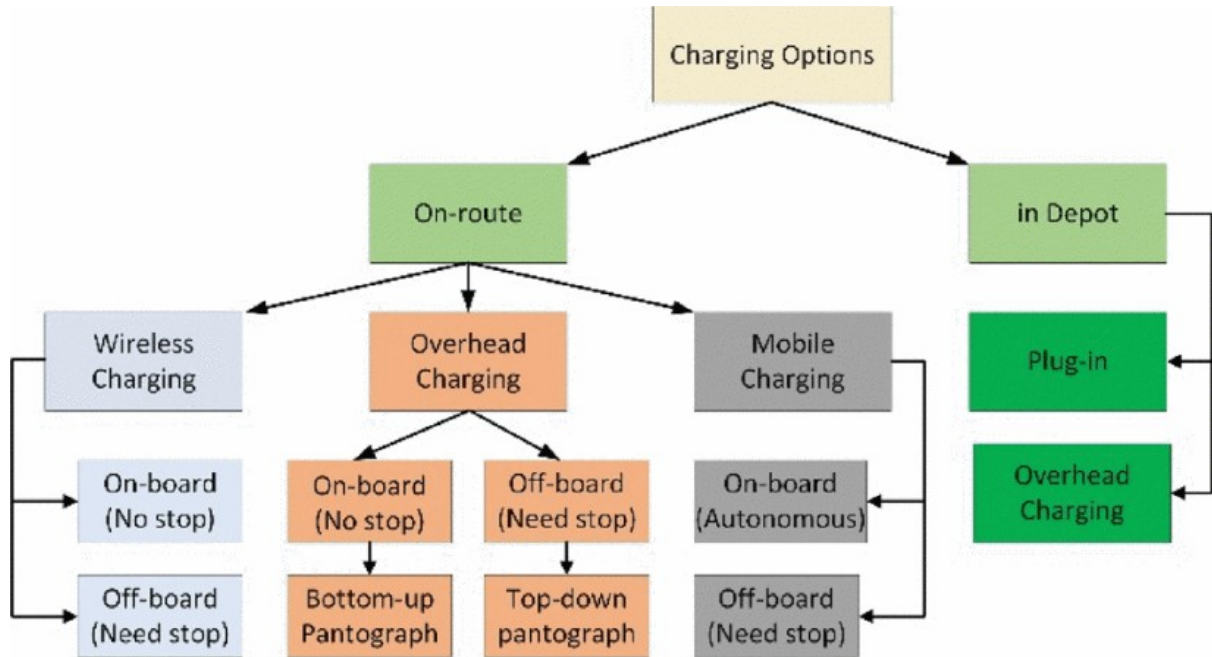 Charging Options
On-route
in Depot
Wireless
Charging
Overhead
Charging
Mobile
Charging
Plug-in
On-board
(No stop)
On-board
(No stop)
Off-board
(Need stop)
On-board
(Autonomous)
Overhead
Charging
Off-board
(Need stop)
Bottom-up
Pantograph
Top-down
pantograph
Off-board
(Need stop)